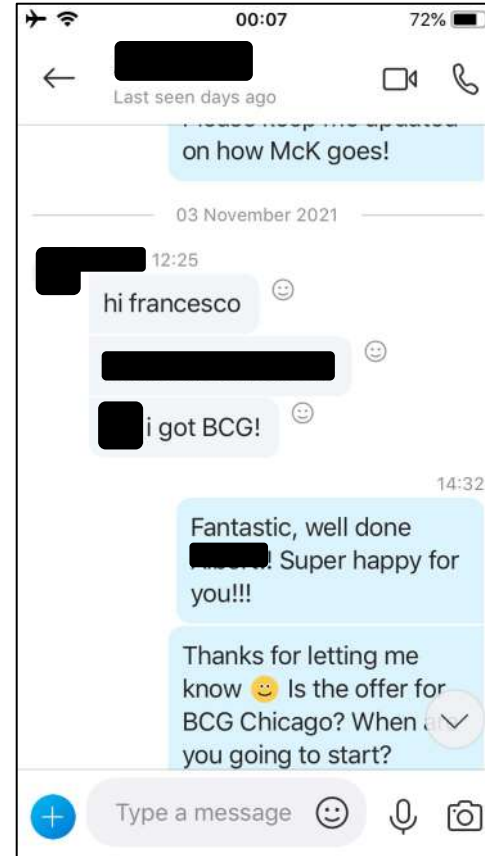 00:07
72%
Last seen days ago
on how McK goes!
03 November 2021
12:25
hi francesco
i got BCG!
14:32
Fantastic, well done
! Super happy for
you!!!
Thanks for letting me
know 🙂 Is the offer for
BCG Chicago? When
you going to start?
Type a message